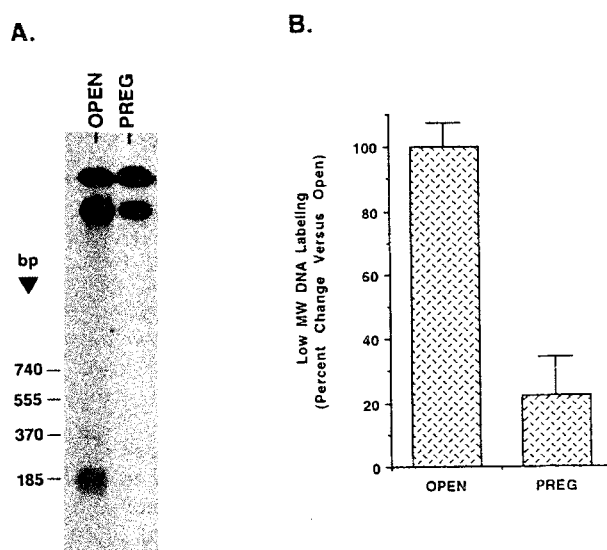 A.
OPEN
PREG
bp
740
555
370
185
B.
Low MW DNA Labeling
(Percent Change Versus Open)
100
80
60
40
20
0
OPEN
PREG